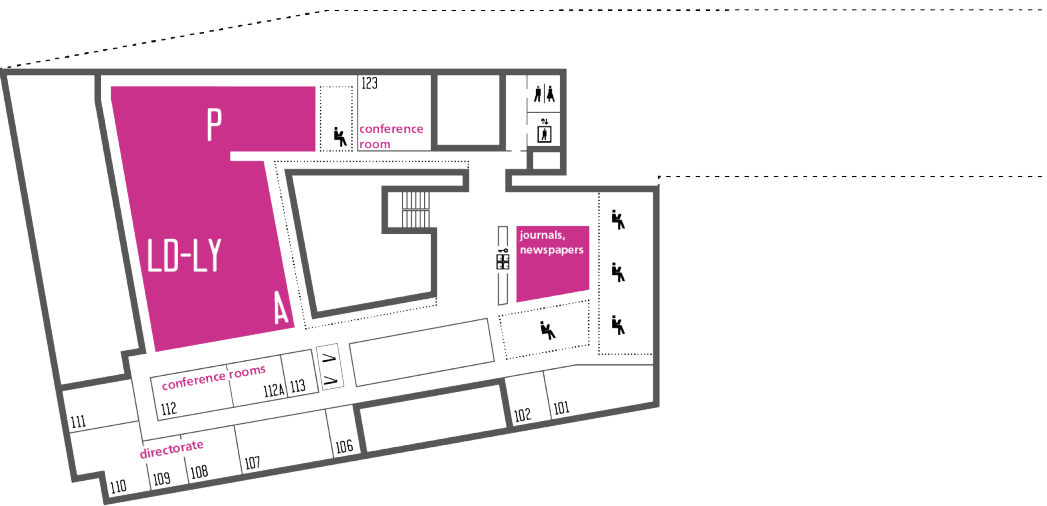 123
conference
room
P
journals,
newspapers
LD-LY
A
conference rooms
112
112A
113
111
directorate
110
109
108
107
106
102
101